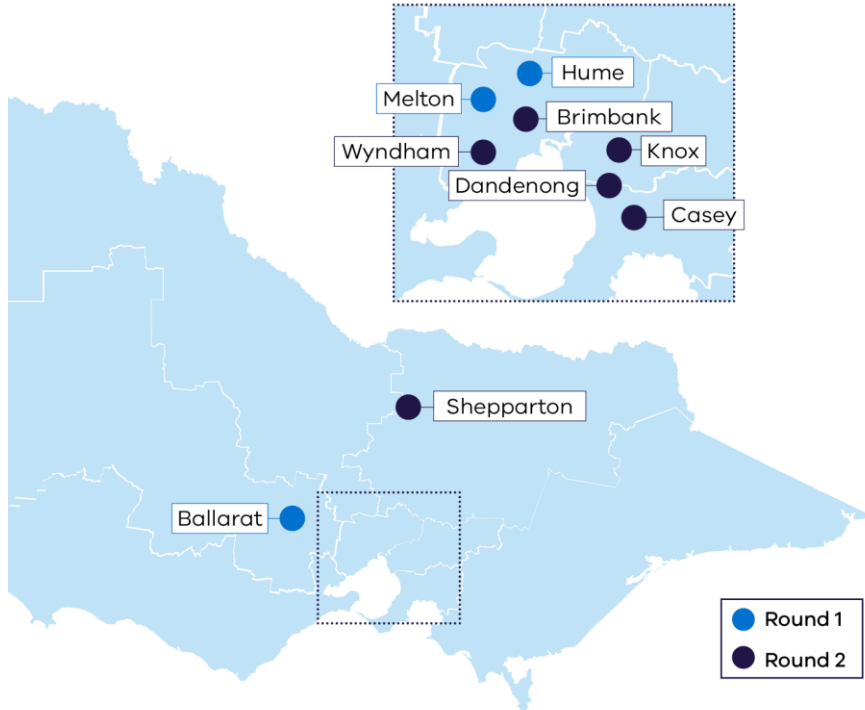 Hume
Melton
Brimbank
Wyndham
Knox
Dandenong
Casey
Shepparton
Ballarat
Round 1
Round 2